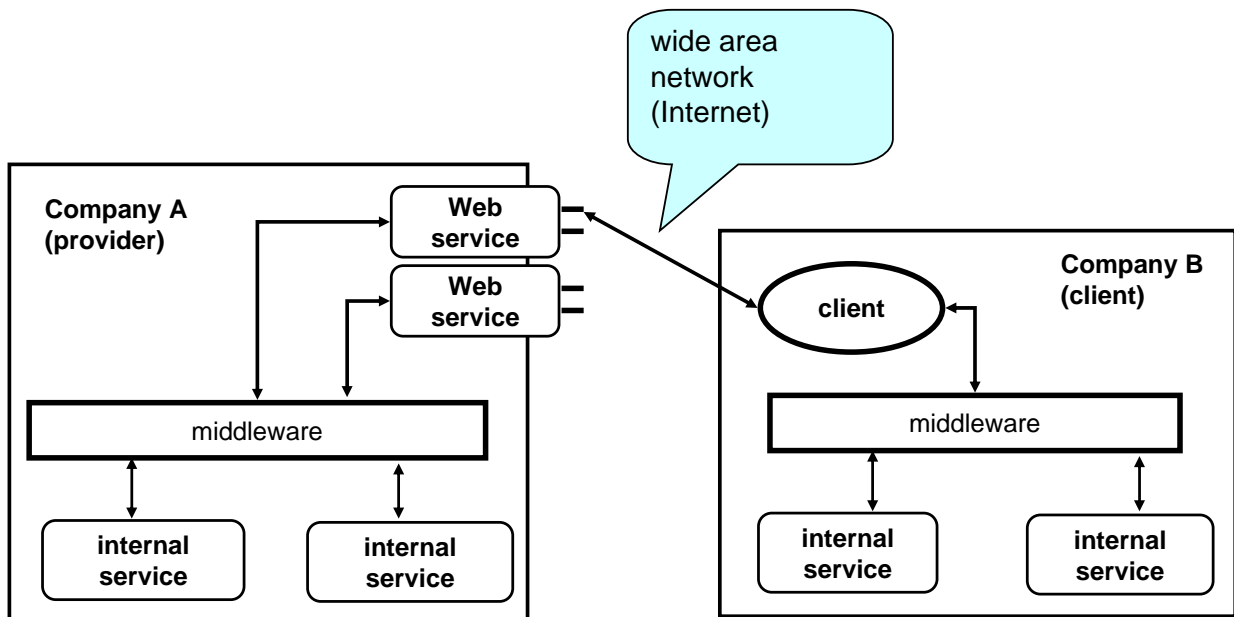 wide area
network
(Internet)
Company A
(provider)
Web
service
Web
service
middleware
internal
service
internal
service
Company B
(client)
client
middleware
internal
service
internal
service